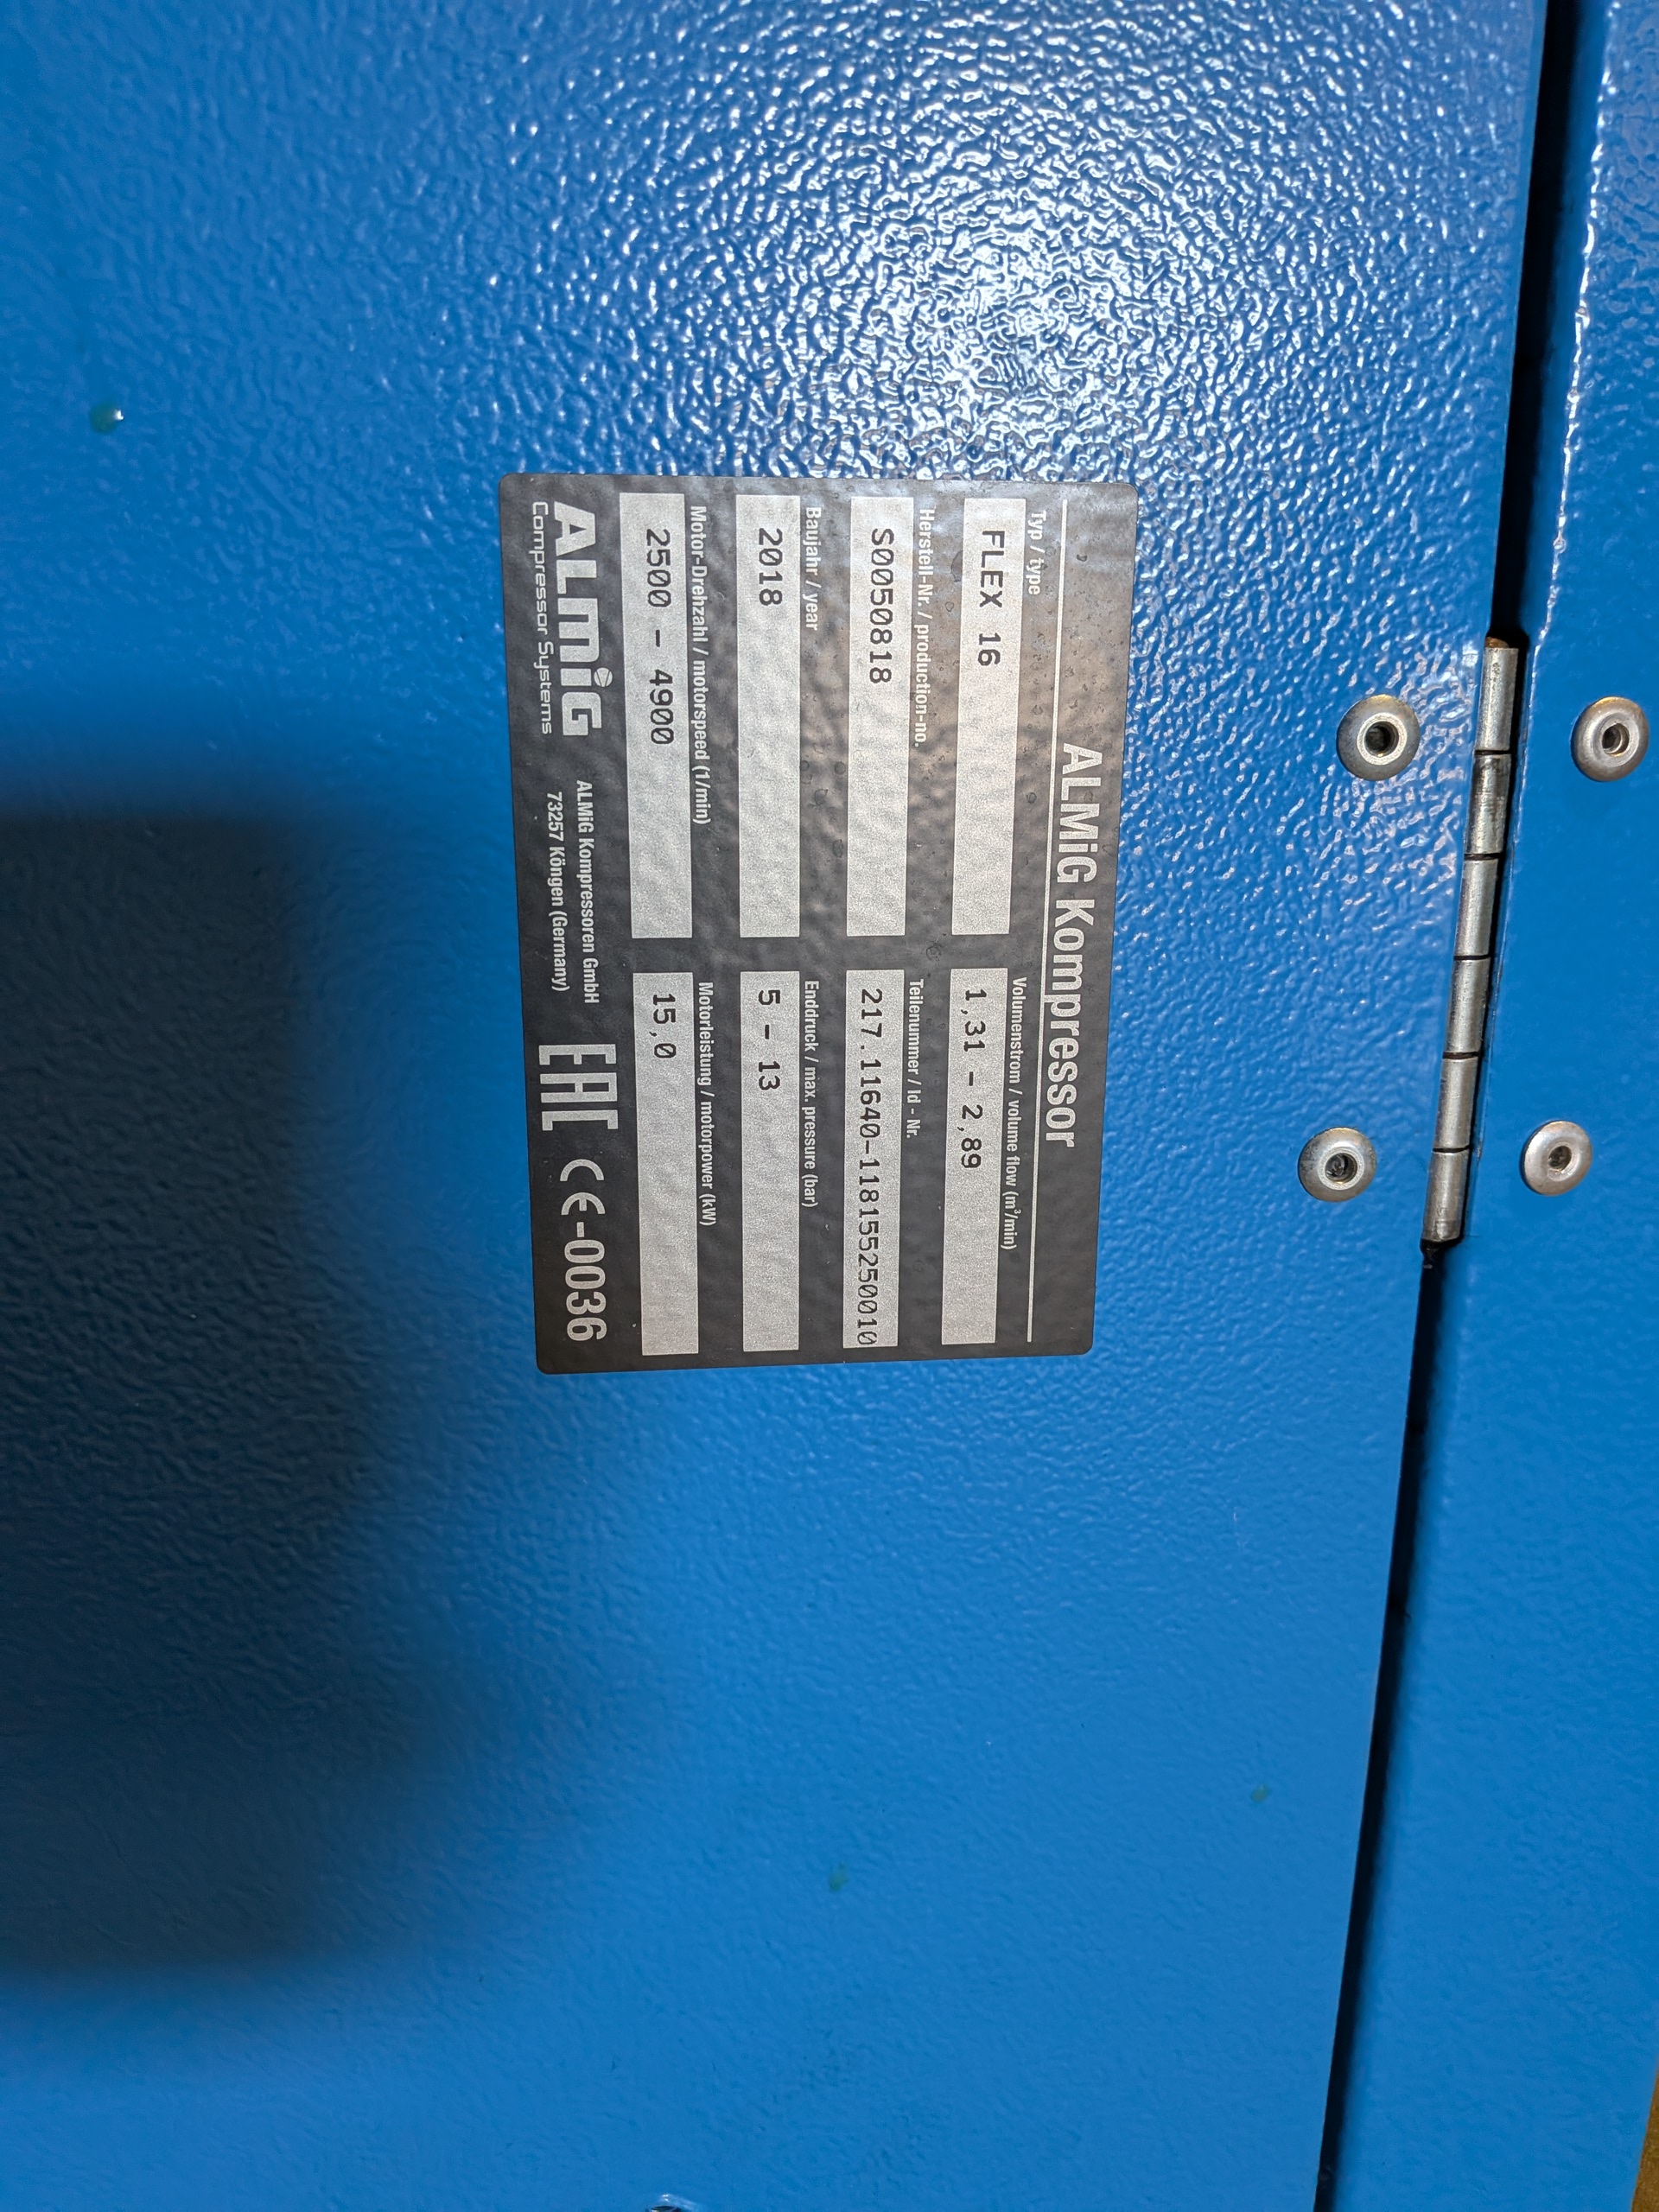 ALMiG Kompressor
Typ / type
FLEX 16
Volumenstrom / volume flow (m³/min)
1,31 - 2,89
Herstell-Nr. / production-no.
S0050818
Teilenummer / Id - Nr.
217.11640-118155250010
Baujahr / year
2018
Enddruck / max. pressure (bar)
5 - 13
Motor-Drehzahl / motorspeed (1/min)
2500 - 4900
Motorleistung / motorpower (kW)
15,0
ALMiG
Compressor Systems
ALMiG Kompressoren GmbH
73257 Köngen (Germany)
EAC
CE-0036